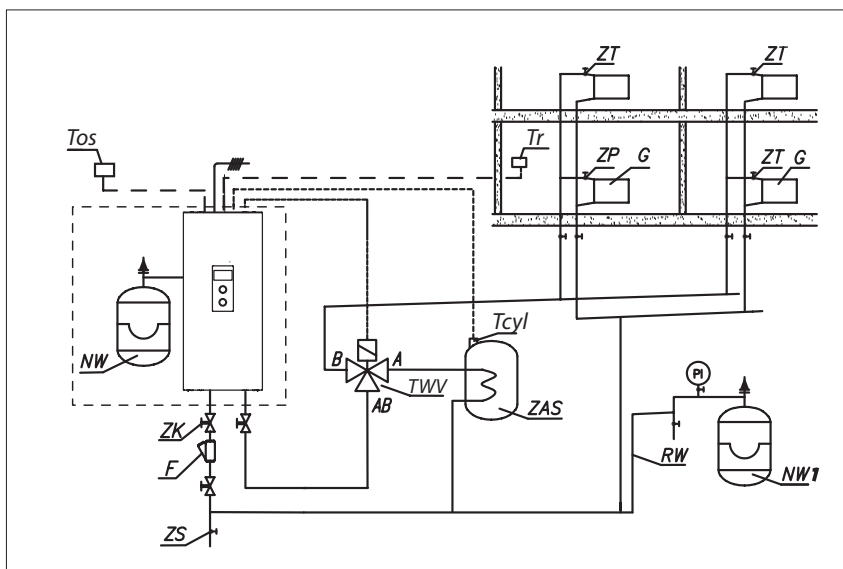 ZT ZT
Tos Tr ZP G ZT G
Tcyl
NW B A PI
TWV
AB ZAS
ZK
F RW
NW1
ZS